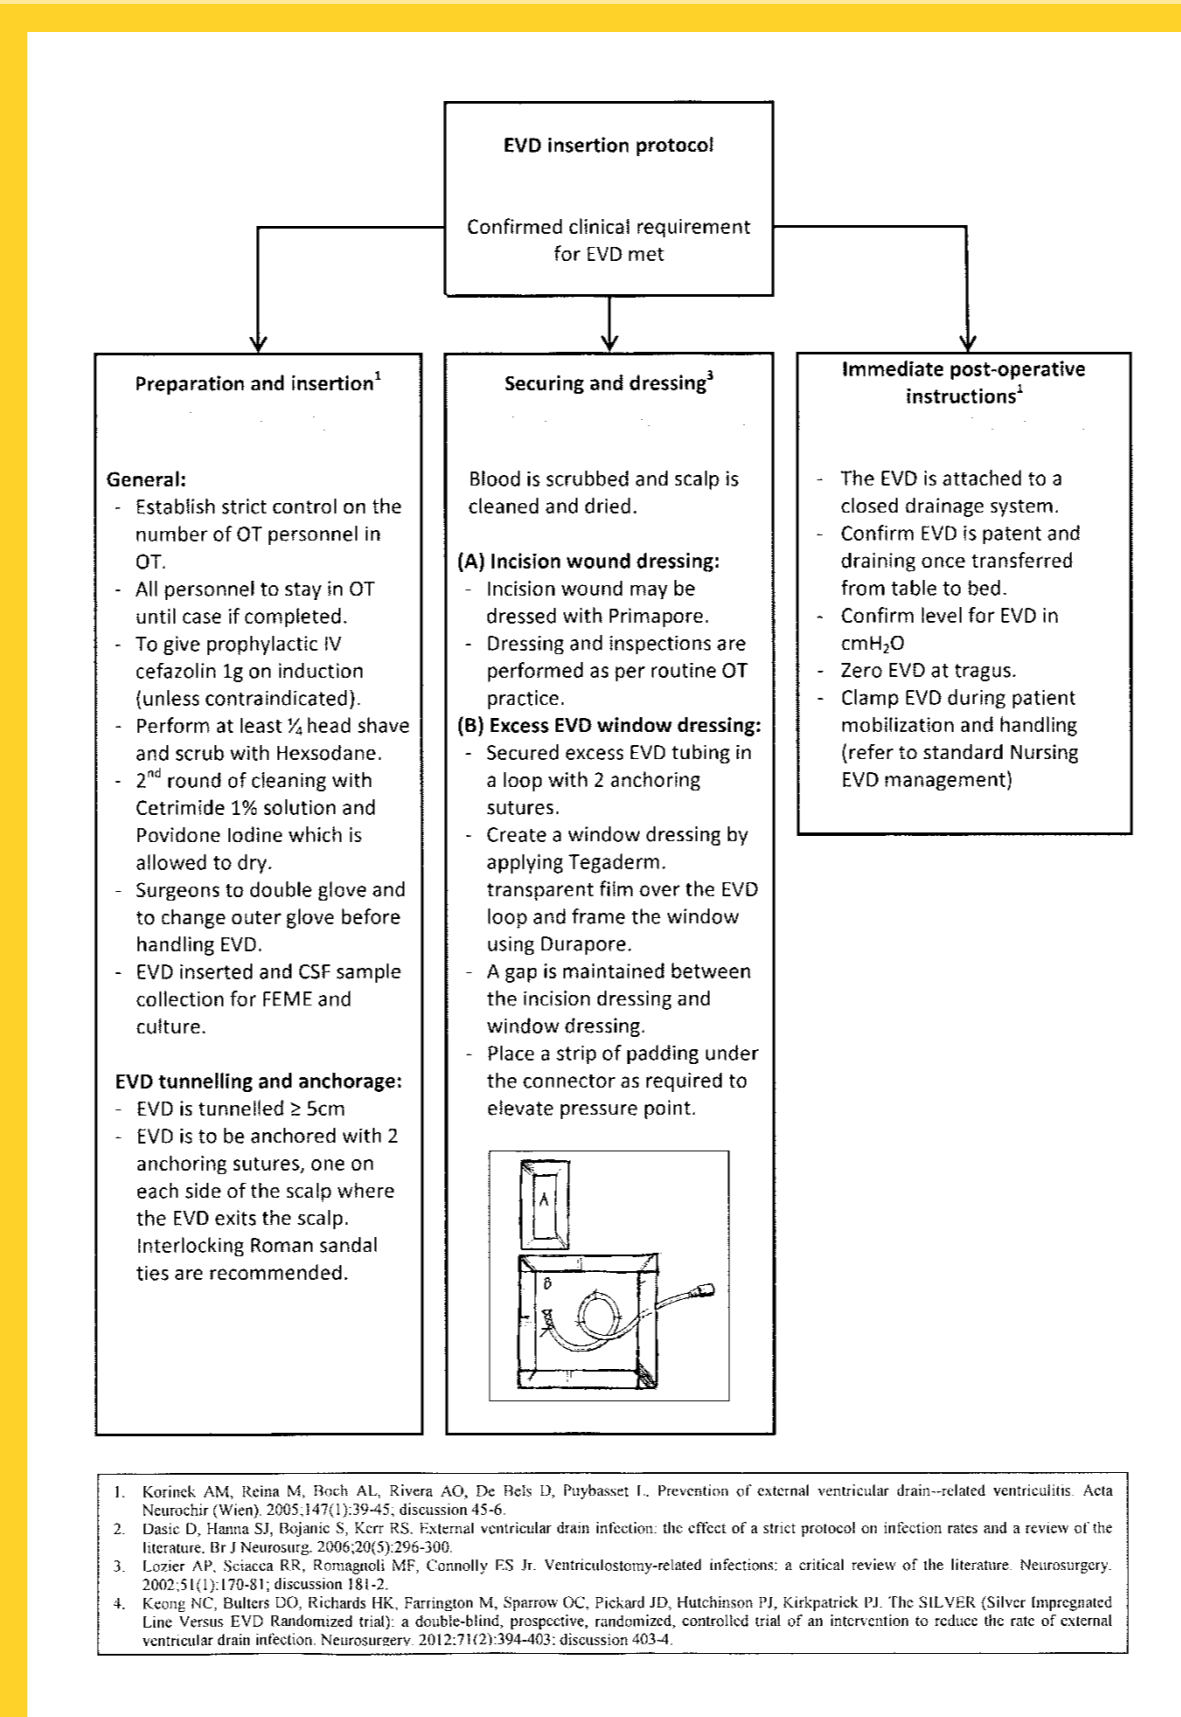 EVD insertion protocol
Confirmed clinical requirement
for EVD met
Preparation and insertion¹
General:
- Establish strict control on the
number of OT personnel in
OT.
- All personnel to stay in OT
until case if completed.
- To give prophylactic IV
cefazolin 1g on induction
(unless contraindicated).
- Perform at least ¼ head shave
and scrub with Hexsodane.
- 2nd round of cleaning with
Cetrimide 1% solution and
Povidone Iodine which is
allowed to dry.
- Surgeons to double glove and
to change outer glove before
handling EVD.
- EVD inserted and CSF sample
collection for FEME and
culture.
EVD tunnelling and anchorage:
- EVD is tunnelled ≥ 5cm
- EVD is to be anchored with 2
anchoring sutures, one on
each side of the scalp where
the EVD exits the scalp.
Interlocking Roman sandal
ties are recommended.
Securing and dressing³
Blood is scrubbed and scalp is
cleaned and dried.
(A) Incision wound dressing:
- Incision wound may be
dressed with Primapore.
- Dressing and inspections are
performed as per routine OT
practice.
(B) Excess EVD window dressing:
- Secured excess EVD tubing in
a loop with 2 anchoring
sutures.
- Create a window dressing by
applying Tegaderm.
transparent film over the EVD
loop and frame the window
using Durapore.
- A gap is maintained between
the incision dressing and
window dressing.
- Place a strip of padding under
the connector as required to
elevate pressure point.
A
B
Immediate post-operative
instructions¹
- The EVD is attached to a
closed drainage system.
- Confirm EVD is patent and
draining once transferred
from table to bed.
- Confirm level for EVD in
cmH₂O
- Zero EVD at tragus.
- Clamp EVD during patient
mobilization and handling
(refer to standard Nursing
EVD management)
1. Korinek AM, Reina M, Boch AL, Rivera AO, De Bels D, Puybasset L. Prevention of external ventricular drain--related ventriculitis. Acta
Neurochir (Wien). 2005;147(1):39-45; discussion 45-6.
2. Dasic D, Hanna SJ, Bojanic S, Kerr RS. External ventricular drain infection: the effect of a strict protocol on infection rates and a review of the
literature. Br J Neurosurg. 2006;20(5):296-300.
3. Lozier AP, Sciacca RR, Romagnoli MF, Connolly ES Jr. Ventriculostomy-related infections: a critical review of the literature. Neurosurgery.
2002;51(1):170-81; discussion 181-2.
4. Keong NC, Bulters DO, Richards HK, Farrington M, Sparrow OC, Pickard JD, Hutchinson PJ, Kirkpatrick PJ. The SILVER (Silver Impregnated
Line Versus EVD Randomized trial): a double-blind, prospective, randomized, controlled trial of an intervention to reduce the rate of external
ventricular drain infection. Neurosurgery. 2012;71(2):394-403; discussion 403-4.